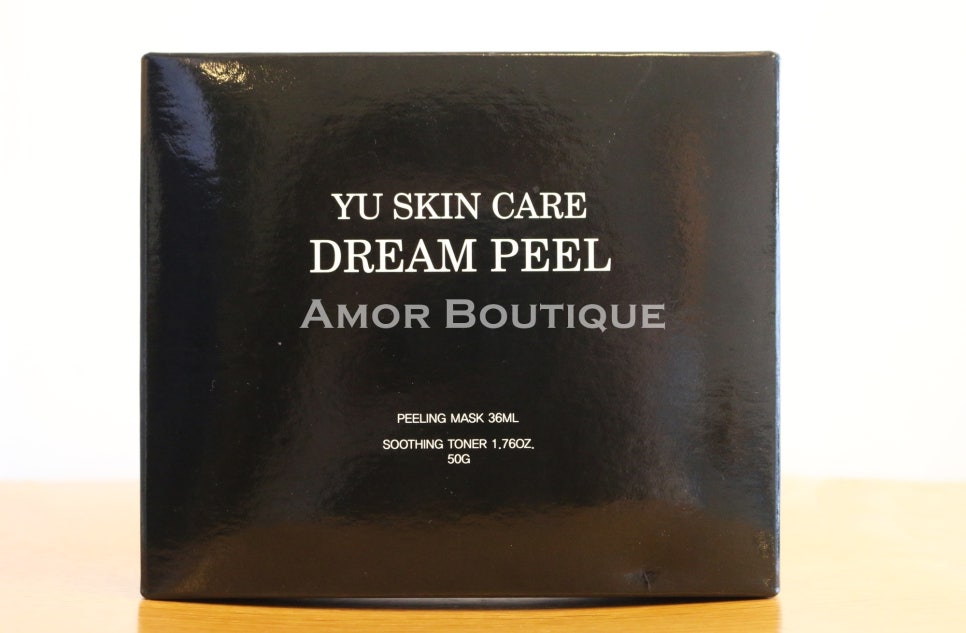 YU SKIN CARE
DREAM PEEL
AMOR BOUTIQUE
PEELING MASK 36ML
SOOTHING TONER 1.76OZ.
50G